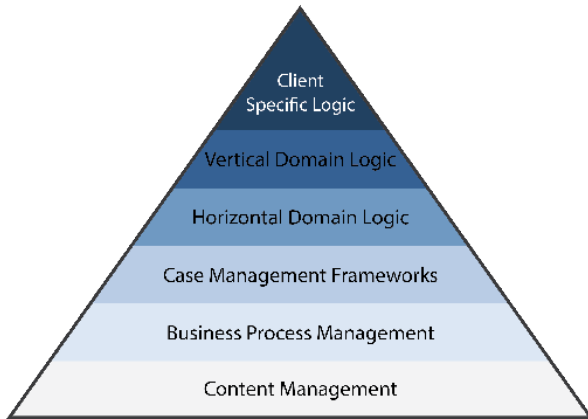 Client
Specific Logic
Vertical Domain Logic
Horizontal Domain Logic
Case Management Frameworks
Business Process Management
Content Management